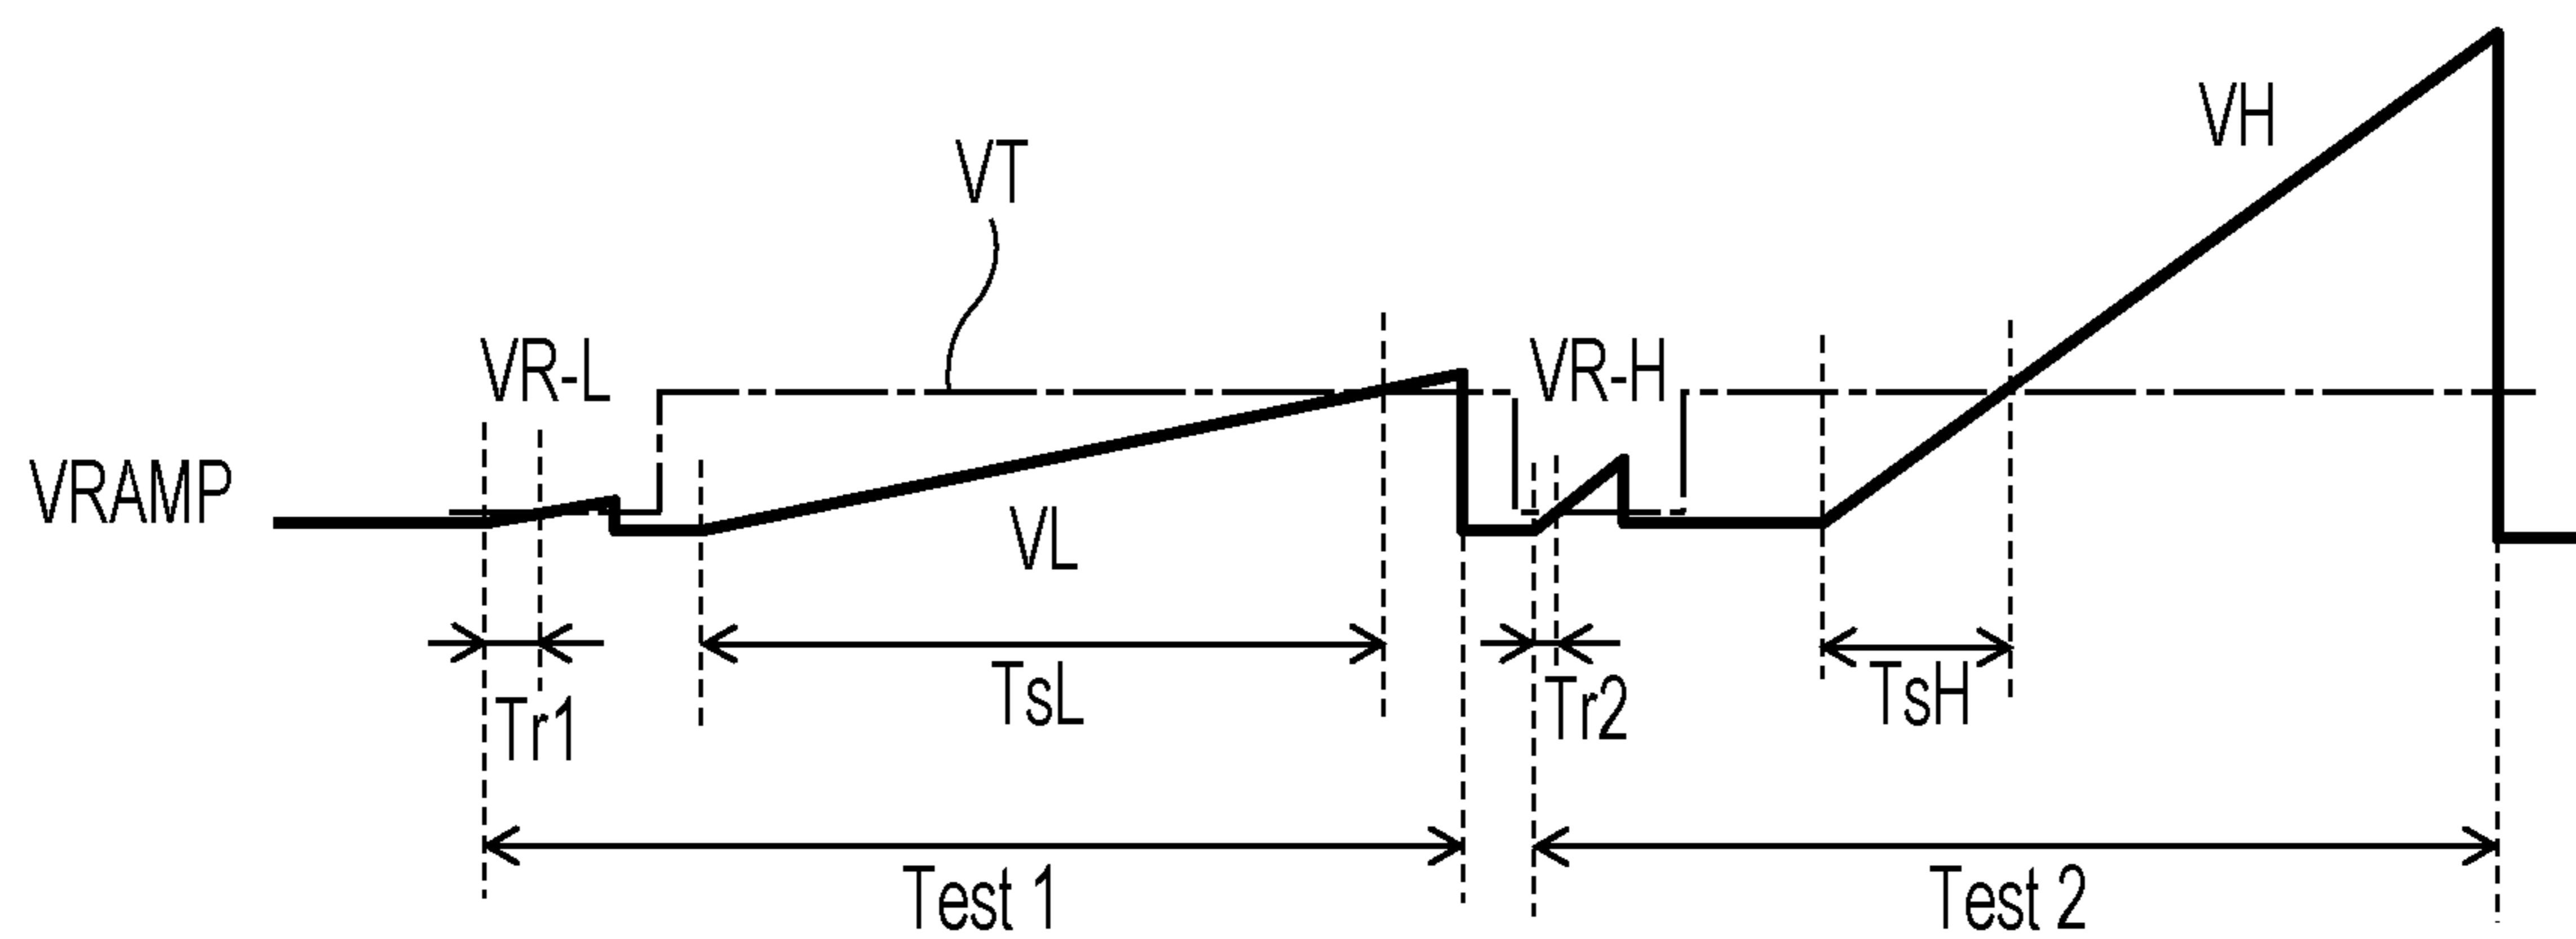 VH
VT
VR-L
VR-H
VRAMP
VL
TsL
TsH
Tr1
Tr2
Test 1
Test 2